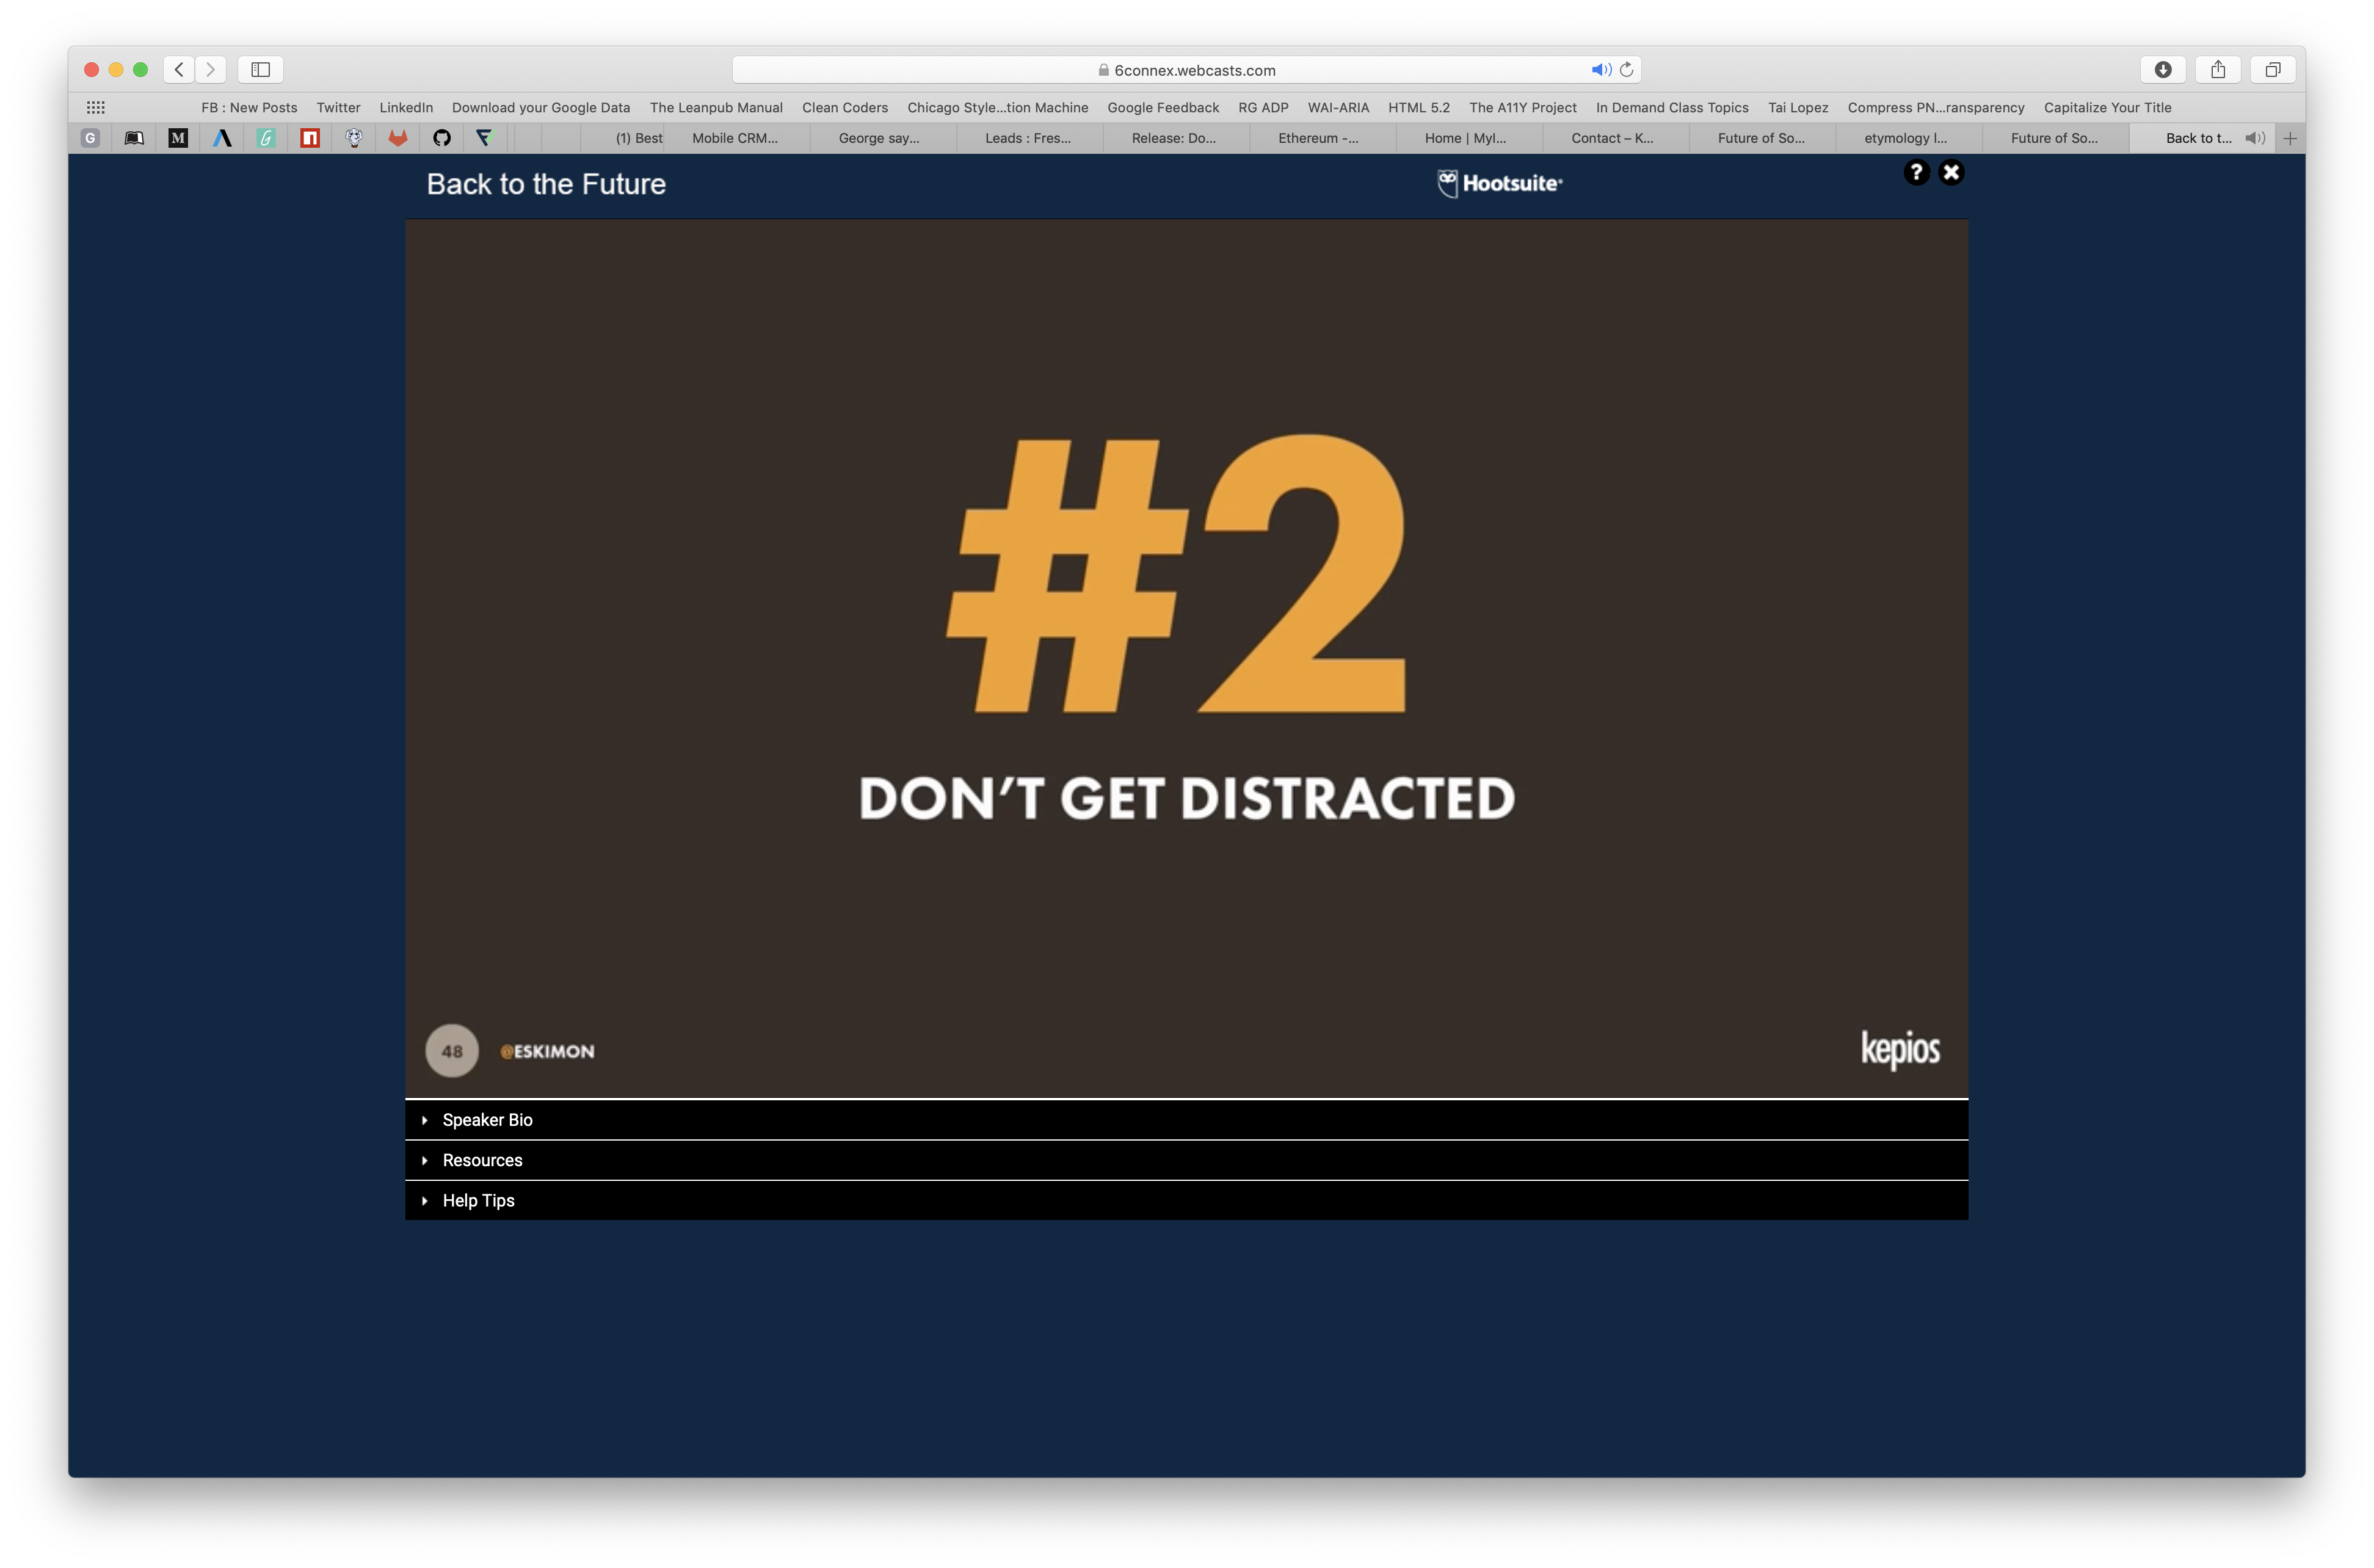 6connex.webcasts.com
FB : New Posts Twitter LinkedIn Download your Google Data The Leanpub Manual Clean Coders Chicago Style...tion Machine Google Feedback RG ADP WAI-ARIA HTML 5.2 The A11Y Project In Demand Class Topics Tai Lopez Compress PN...ransparency Capitalize Your Title
G M n (1) Best Mobile CRM... George say... Leads : Fres... Release: Do... Ethereum -... Home | Myl... Contact – K... Future of So... etymology l... Future of So... Back to t...
Back to the Future
Hootsuite®
#2
DON'T GET DISTRACTED
48 @ESKIMON
kepios
Speaker Bio
Resources
Help Tips